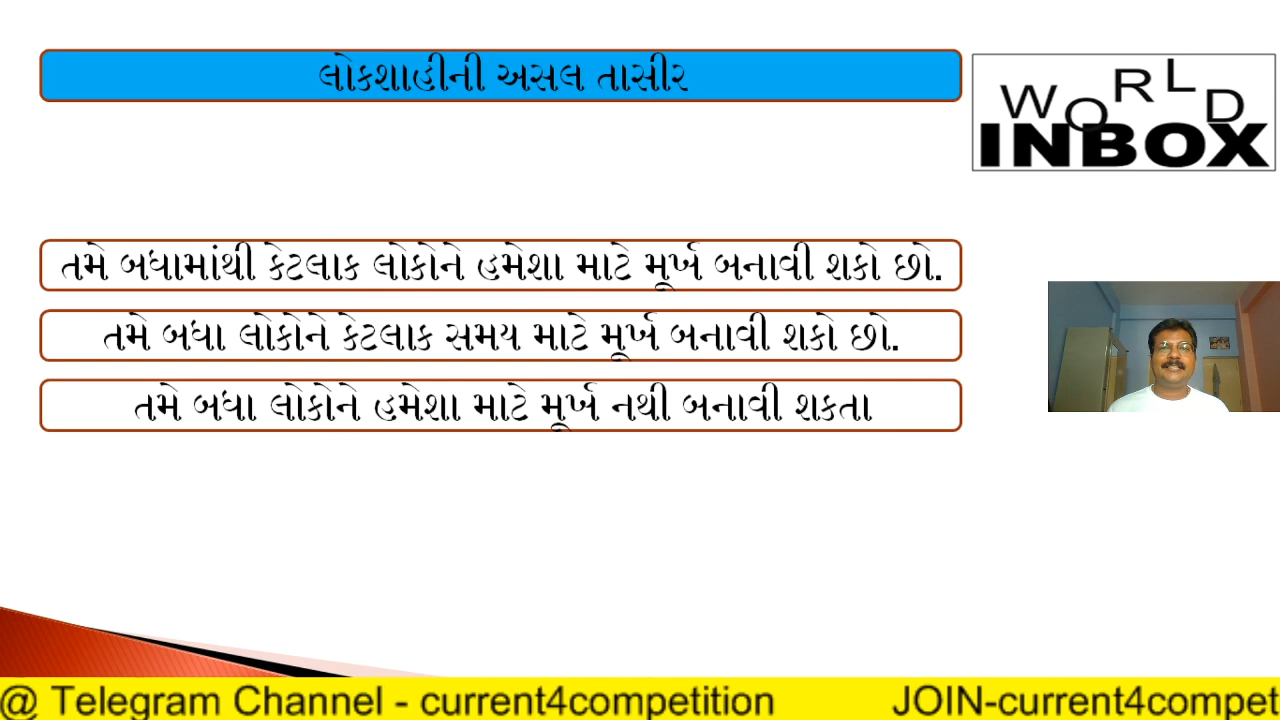 લોકશાહીની અસલ તાસીર
WORLD
INBOX
તમે બધામાંથી કેટલાક લોકોને હમેશા માટે મૂર્ખ બનાવી શકો છો.
તમે બધા લોકોને કેટલાક સમય માટે મૂર્ખ બનાવી શકો છો.
તમે બધા લોકોને હમેશા માટે મૂર્ખ નથી બનાવી શકતા
@ Telegram Channel - current4competition JOIN-current4compet